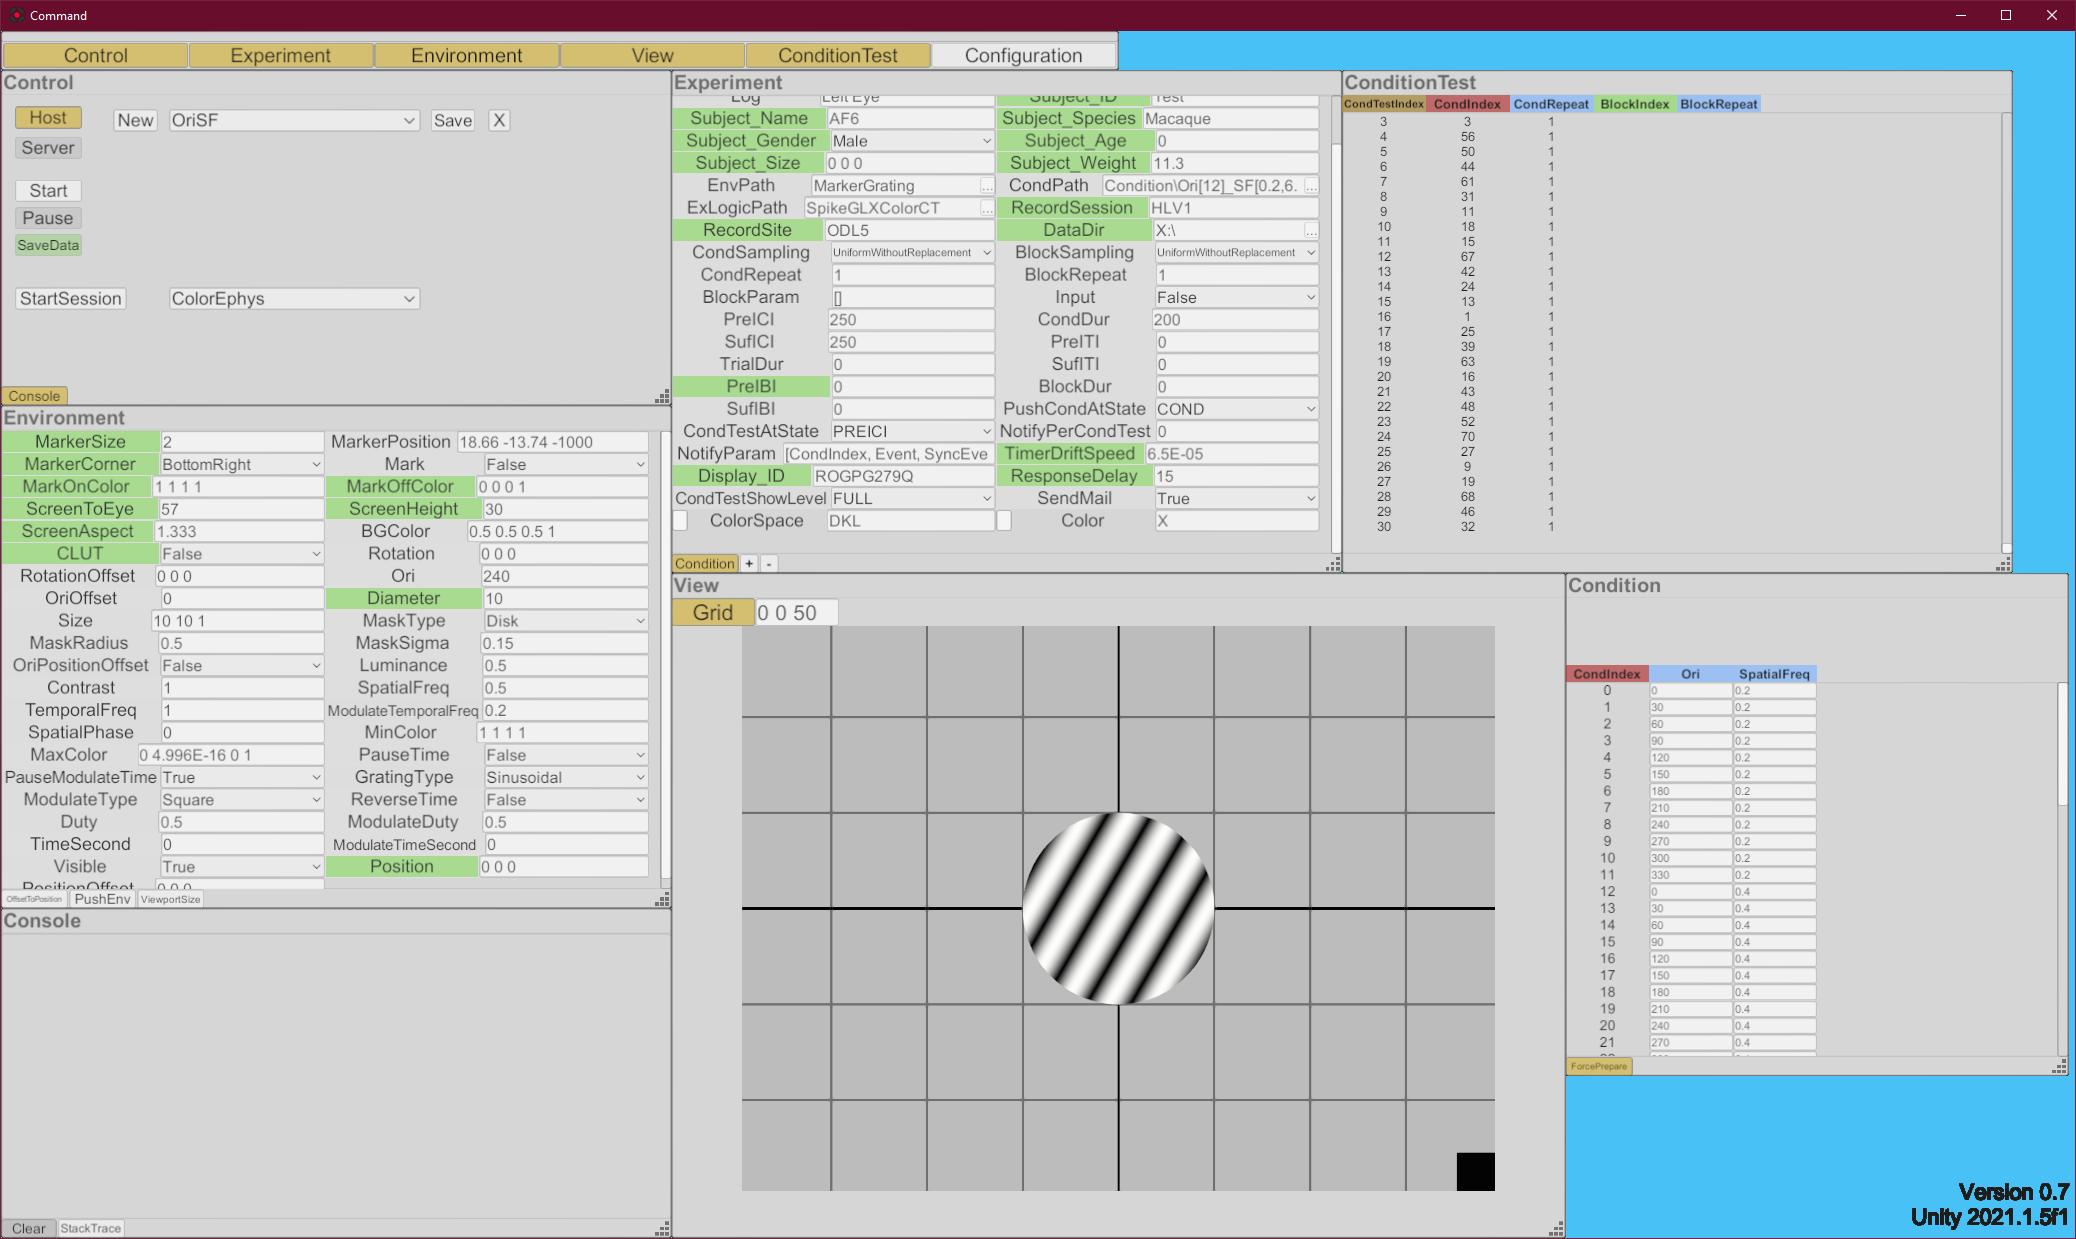 Command
Control Experiment Environment View ConditionTest Configuration
Control
Host New OriSF Save X
Server
Start
Pause
SaveData
StartSession ColorEphys
Console
Experiment
Log Left Eye Subject_ID Test
Subject_Name AF6 Subject_Species Macaque
Subject_Gender Male Subject_Age 0
Subject_Size 0 0 0 Subject_Weight 11.3
EnvPath MarkerGrating ... CondPath Condition\Ori[12]_SF[0.2,6. ...
ExLogicPath SpikeGLXColorCT ... RecordSession HLV1
RecordSite ODL5 DataDir X:\ ...
CondSampling UniformWithoutReplacement BlockSampling UniformWithoutReplacement
CondRepeat 1 BlockRepeat 1
BlockParam [] Input False
PreICI 250 CondDur 200
SufICI 250 PreITI 0
TrialDur 0 SufITI 0
PreIBI 0 BlockDur 0
SufIBI 0 PushCondAtState COND
CondTestAtState PREICI NotifyPerCondTest 0
NotifyParam [CondIndex, Event, SyncEve TimerDriftSpeed 6.5E-05
Display_ID ROGPG279Q ResponseDelay 15
CondTestShowLevel FULL SendMail True
ColorSpace DKL Color X
Condition + -
ConditionTest
CondTestIndex CondIndex CondRepeat BlockIndex BlockRepeat
3 3 1
4 56 1
5 50 1
6 44 1
7 61 1
8 31 1
9 11 1
10 18 1
11 15 1
12 67 1
13 42 1
14 24 1
15 13 1
16 1 1
17 25 1
18 39 1
19 63 1
20 16 1
21 43 1
22 48 1
23 52 1
24 70 1
25 27 1
26 9 1
27 19 1
28 68 1
29 46 1
30 32 1
Environment
MarkerSize 2 MarkerPosition 18.66 -13.74 -1000
MarkerCorner BottomRight Mark False
MarkOnColor 1 1 1 1 MarkOffColor 0 0 0 1
ScreenToEye 57 ScreenHeight 30
ScreenAspect 1.333 BGColor 0.5 0.5 0.5 1
CLUT False Rotation 0 0 0
RotationOffset 0 0 0 Ori 240
OriOffset 0 Diameter 10
Size 10 10 1 MaskType Disk
MaskRadius 0.5 MaskSigma 0.15
OriPositionOffset False Luminance 0.5
Contrast 1 SpatialFreq 0.5
TemporalFreq 1 ModulateTemporalFreq 0.2
SpatialPhase 0 MinColor 1 1 1 1
MaxColor 0 4.996E-16 0 1 PauseTime False
PauseModulateTime True GratingType Sinusoidal
ModulateType Square ReverseTime False
Duty 0.5 ModulateDuty 0.5
TimeSecond 0 ModulateTimeSecond 0
Visible True Position 0 0 0
PositionOffset 0 0 0
OffsetToPosition PushEnv ViewportSize
Console
Clear StackTrace
View
Grid 0 0 50
Condition
CondIndex Ori SpatialFreq
0 0 0.2
1 30 0.2
2 60 0.2
3 90 0.2
4 120 0.2
5 150 0.2
6 180 0.2
7 210 0.2
8 240 0.2
9 270 0.2
10 300 0.2
11 330 0.2
12 0 0.4
13 30 0.4
14 60 0.4
15 90 0.4
16 120 0.4
17 150 0.4
18 180 0.4
19 210 0.4
20 240 0.4
21 270 0.4
ForcePrepare
Version 0.7
Unity 2021.1.5f1